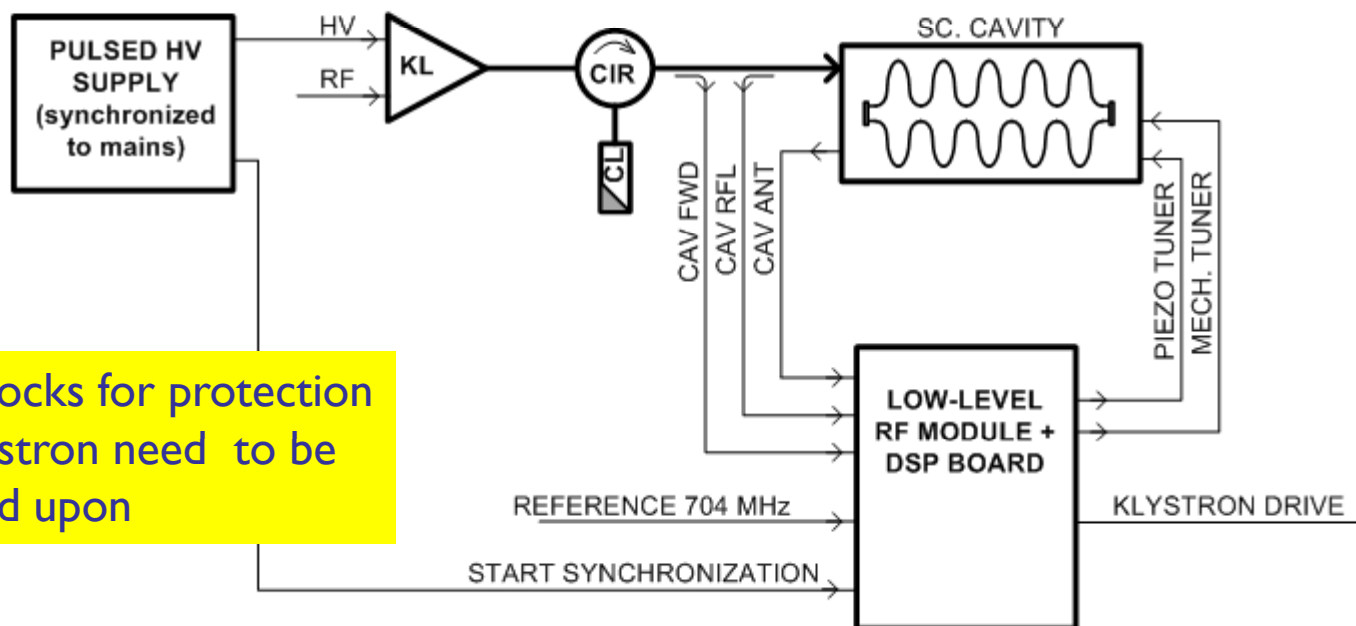 PULSED HV
SUPPLY
(synchronized
to mains)
HV
RF
KL
CIR
CL
SC. CAVITY
CAV FWD
CAV RFL
CAV ANT
PIEZO TUNER
MECH. TUNER
ocks for protection
stron need to be
d upon
LOW-LEVEL
RF MODULE +
DSP BOARD
REFERENCE 704 MHz
KLYSTRON DRIVE
START SYNCHRONIZATION